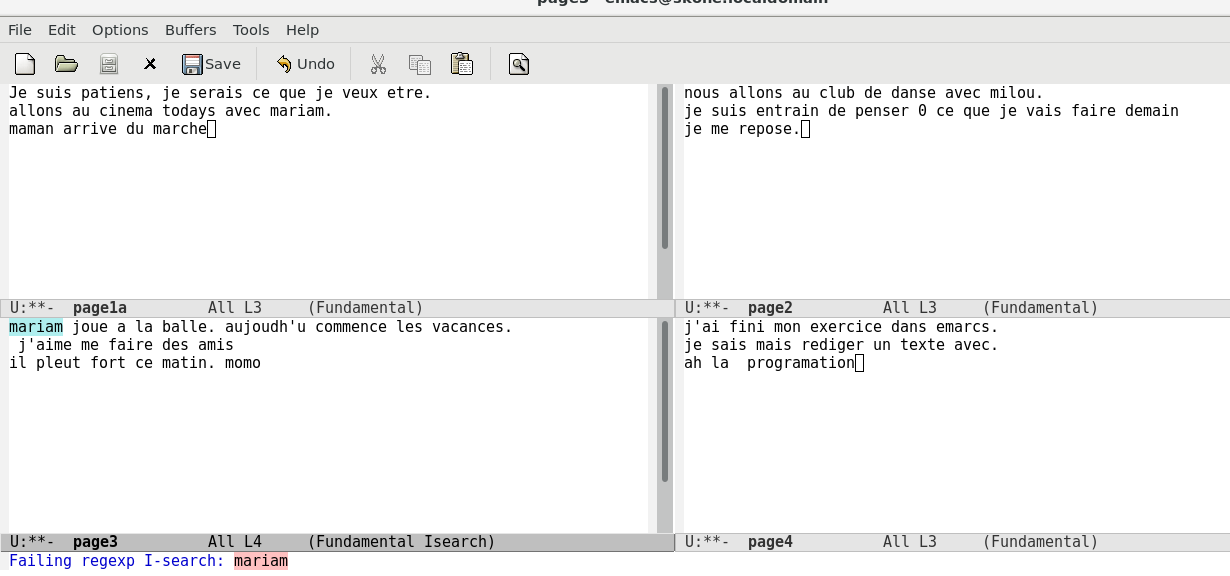 File Edit Options Buffers Tools Help
Save Undo
Je suis patiens, je serais ce que je veux etre.
allons au cinema todays avec mariam.
maman arrive du marche
U:**- page1a All L3 (Fundamental)
nous allons au club de danse avec milou.
je suis entrain de penser 0 ce que je vais faire demain
je me repose.
U:**- page2 All L3 (Fundamental)
mariam joue a la balle. aujoudh'u commence les vacances.
j'aime me faire des amis
il pleut fort ce matin. momo
U:**- page3 All L4 (Fundamental Isearch)
j'ai fini mon exercice dans emarcs.
je sais mais rediger un texte avec.
ah la  programation
U:**- page4 All L3 (Fundamental)
Failing regexp I-search: mariam